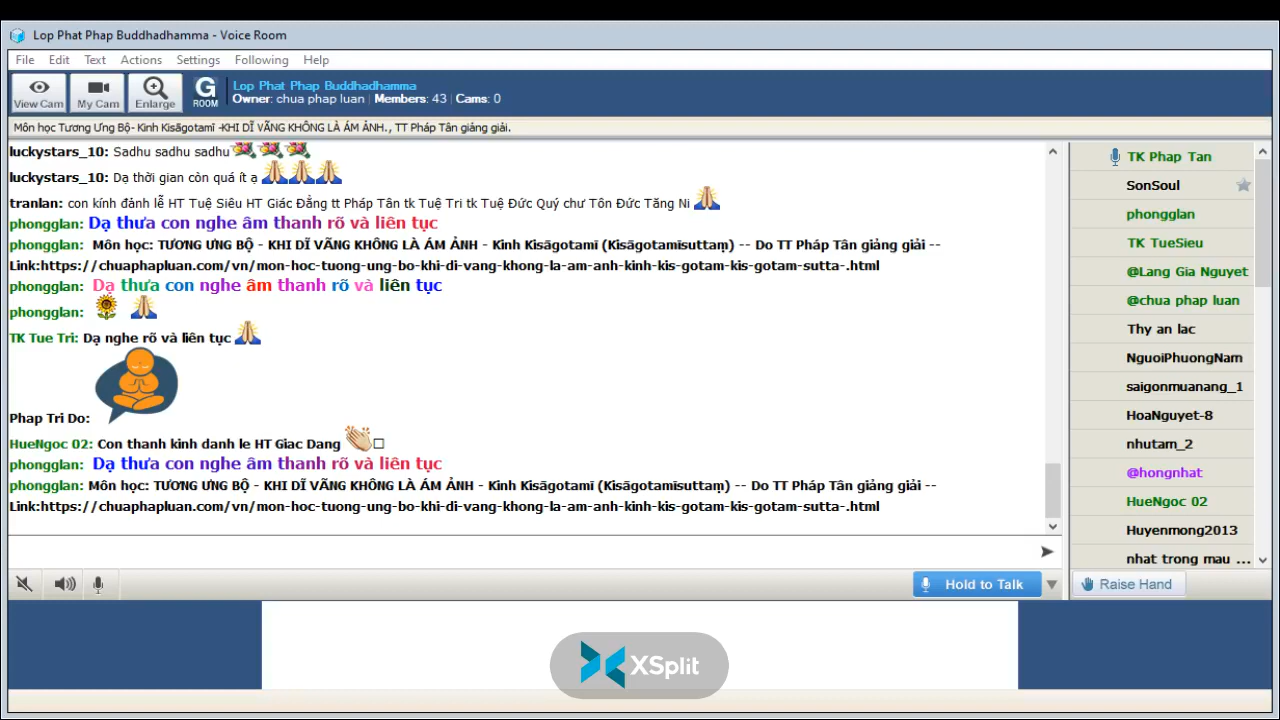 Lop Phat Phap Buddhadhamma - Voice Room
File Edit Text Actions Settings Following Help
View Cam My Cam Enlarge G ROOM
Lop Phat Phap Buddhadhamma
Owner: chua phap luan | Members: 43 | Cams: 0
Môn học Tương Ưng Bộ- Kinh Kisāgotamī -KHI DĨ VÃNG KHÔNG LÀ ÁM ẢNH., TT Pháp Tân giảng giải.
luckystars_10: Sadhu sadhu sadhu
luckystars_10: Dạ thời gian còn quá ít ạ
tranlan: con kính đảnh lễ HT Tuệ Siêu HT Giác Đẳng tt Pháp Tân tk Tuệ Tri tk Tuệ Đức Quý chư Tôn Đức Tăng Ni
phongglan: Dạ thưa con nghe âm thanh rõ và liên tục
phongglan: Môn học: TƯƠNG ƯNG BỘ - KHI DĨ VÃNG KHÔNG LÀ ÁM ẢNH - Kinh Kisāgotamī (Kisāgotamīsuttaṃ) -- Do TT Pháp Tân giảng giải --
Link:https://chuaphapluan.com/vn/mon-hoc-tuong-ung-bo-khi-di-vang-khong-la-am-anh-kinh-kis-gotam-kis-gotam-sutta-.html
phongglan: Dạ thưa con nghe âm thanh rõ và liên tục
phongglan:
TK Tue Tri: Dạ nghe rõ và liên tục
Phap Tri Do:
HueNgoc 02: Con thanh kinh danh le HT Giac Dang
phongglan: Dạ thưa con nghe âm thanh rõ và liên tục
phongglan: Môn học: TƯƠNG ƯNG BỘ - KHI DĨ VÃNG KHÔNG LÀ ÁM ẢNH - Kinh Kisāgotamī (Kisāgotamīsuttaṃ) -- Do TT Pháp Tân giảng giải --
Link:https://chuaphapluan.com/vn/mon-hoc-tuong-ung-bo-khi-di-vang-khong-la-am-anh-kinh-kis-gotam-kis-gotam-sutta-.html
TK Phap Tan
SonSoul
phongglan
TK TueSieu
@Lang Gia Nguyet
@chua phap luan
Thy an lac
NguoiPhuongNam
saigonmuanang_1
HoaNguyet-8
nhutam_2
@hongnhat
HueNgoc 02
Huyenmong2013
nhat trong mau ...
Hold to Talk
Raise Hand
XSplit